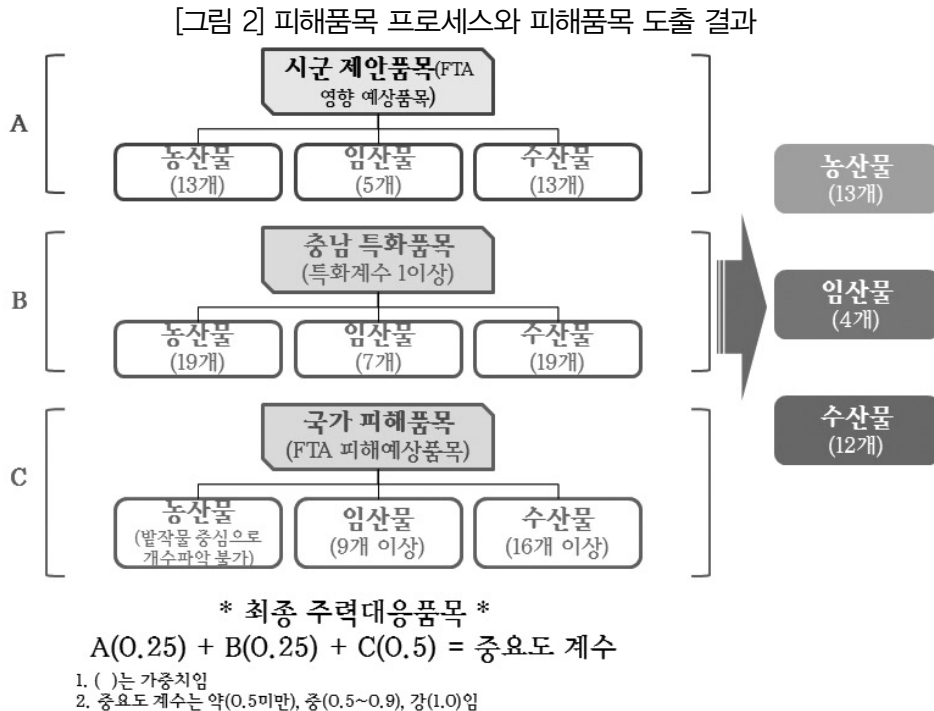 [그림 2] 피해품목 프로세스와 피해품목 도출 결과
A
시군 제안품목(FTA
영향 예상품목)
농산물
(13개)
임산물
(5개)
수산물
(13개)
B
충남 특화품목
(특화계수 1이상)
농산물
(19개)
임산물
(7개)
수산물
(19개)
C
국가 피해품목
(FTA 피해예상품목)
농산물
(밭작물 중심으로
개수파악 불가)
임산물
(9개 이상)
수산물
(16개 이상)
농산물
(13개)
임산물
(4개)
수산물
(12개)
* 최종 주력대응품목 *
A(0.25) + B(0.25) + C(0.5) = 중요도 계수
1. ( )는 가중치임
2. 중요도 계수는 약(0.5미만), 중(0.5~0.9), 강(1.0)임